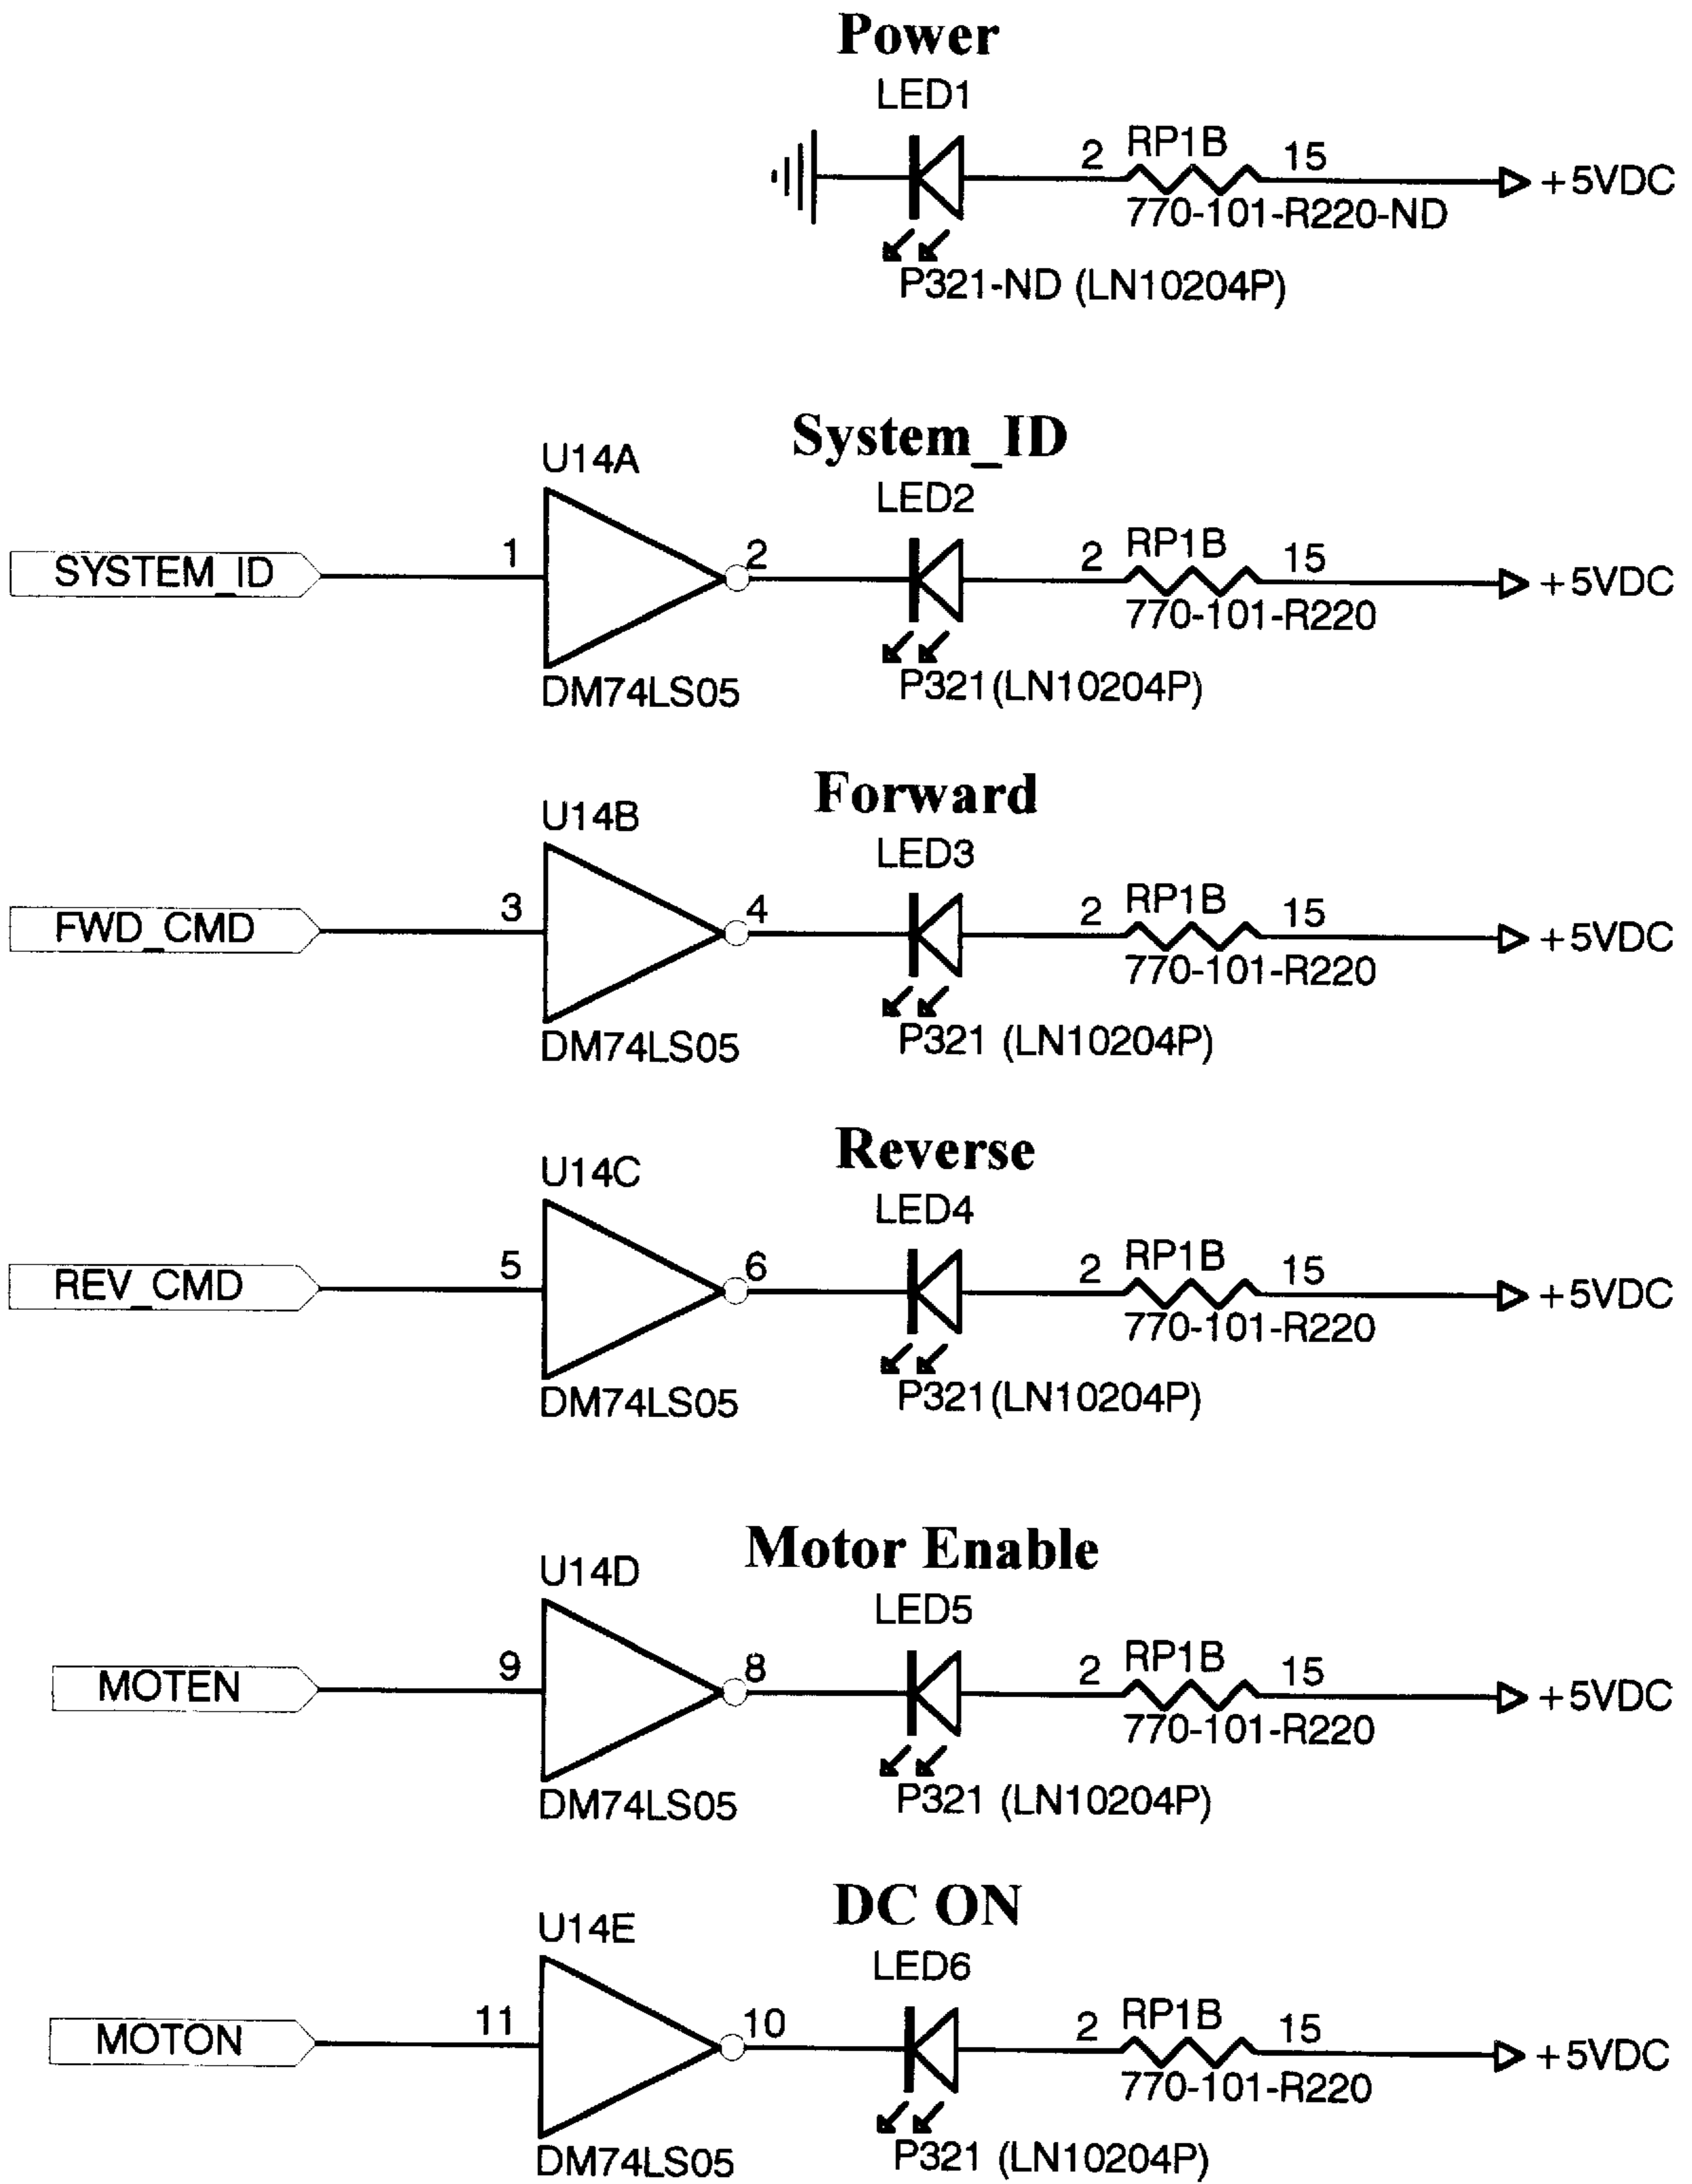 Power
LED1
2 RP1B 15
+5VDC
770-101-R220-ND
P321-ND (LN10204P)
System_ID
U14A
LED2
SYSTEM_ID
1
2
2 RP1B 15
+5VDC
770-101-R220
DM74LS05
P321(LN10204P)
Forward
U14B
LED3
FWD_CMD
3
4
2 RP1B 15
+5VDC
770-101-R220
DM74LS05
P321 (LN10204P)
Reverse
U14C
LED4
REV_CMD
5
6
2 RP1B 15
+5VDC
770-101-R220
DM74LS05
P321(LN10204P)
Motor Enable
U14D
LED5
MOTEN
9
8
2 RP1B 15
+5VDC
770-101-R220
DM74LS05
P321 (LN10204P)
DC ON
U14E
LED6
MOTON
11
10
2 RP1B 15
+5VDC
770-101-R220
DM74LS05
P321 (LN10204P)